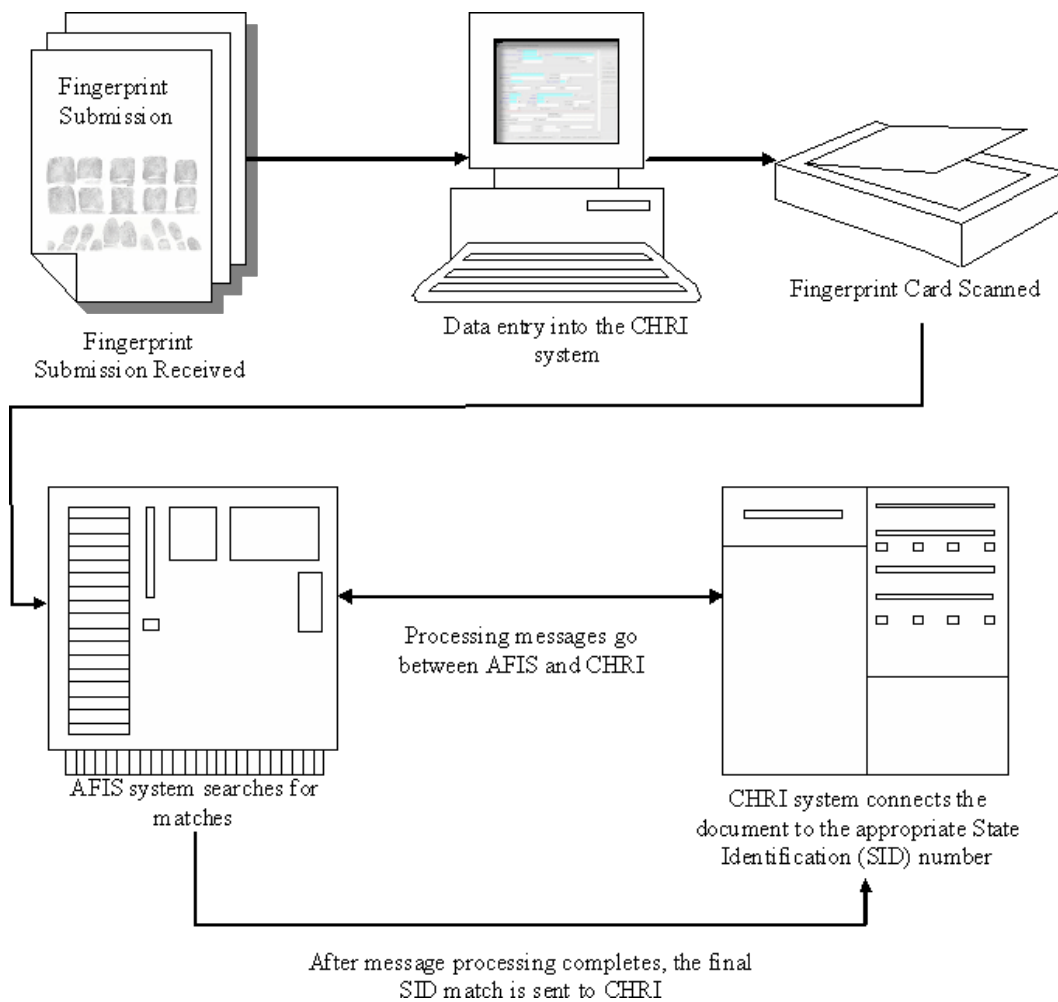 Fingerprint
Submission
Fingerprint
Submission Received
Data entry into the CHRI
system
Fingerprint Card Scanned
Processing messages go
between AFIS and CHRI
AFIS system searches for
matches
CHRI system connects the
document to the appropriate State
Identification (SID) number
After message processing completes, the final
SID match is sent to CHRI